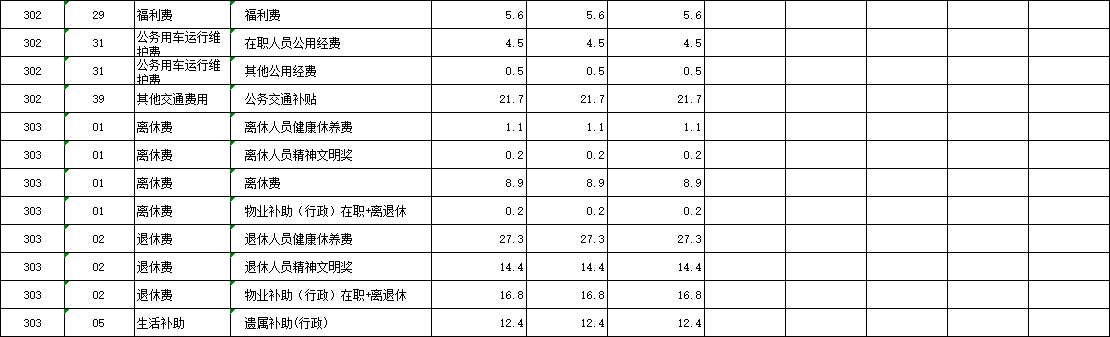 302 29 福利费 福利费 5.6 5.6 5.6
302 31 公务用车运行维护费 在职人员公用经费 4.5 4.5 4.5
302 31 公务用车运行维护费 其他公用经费 0.5 0.5 0.5
302 39 其他交通费用 公务交通补贴 21.7 21.7 21.7
303 01 离休费 离休人员健康休养费 1.1 1.1 1.1
303 01 离休费 离休人员精神文明奖 0.2 0.2 0.2
303 01 离休费 离休费 8.9 8.9 8.9
303 01 离休费 物业补助（行政）在职+离退休 0.2 0.2 0.2
303 02 退休费 退休人员健康休养费 27.3 27.3 27.3
303 02 退休费 退休人员精神文明奖 14.4 14.4 14.4
303 02 退休费 物业补助（行政）在职+离退休 16.8 16.8 16.8
303 05 生活补助 遗属补助(行政) 12.4 12.4 12.4